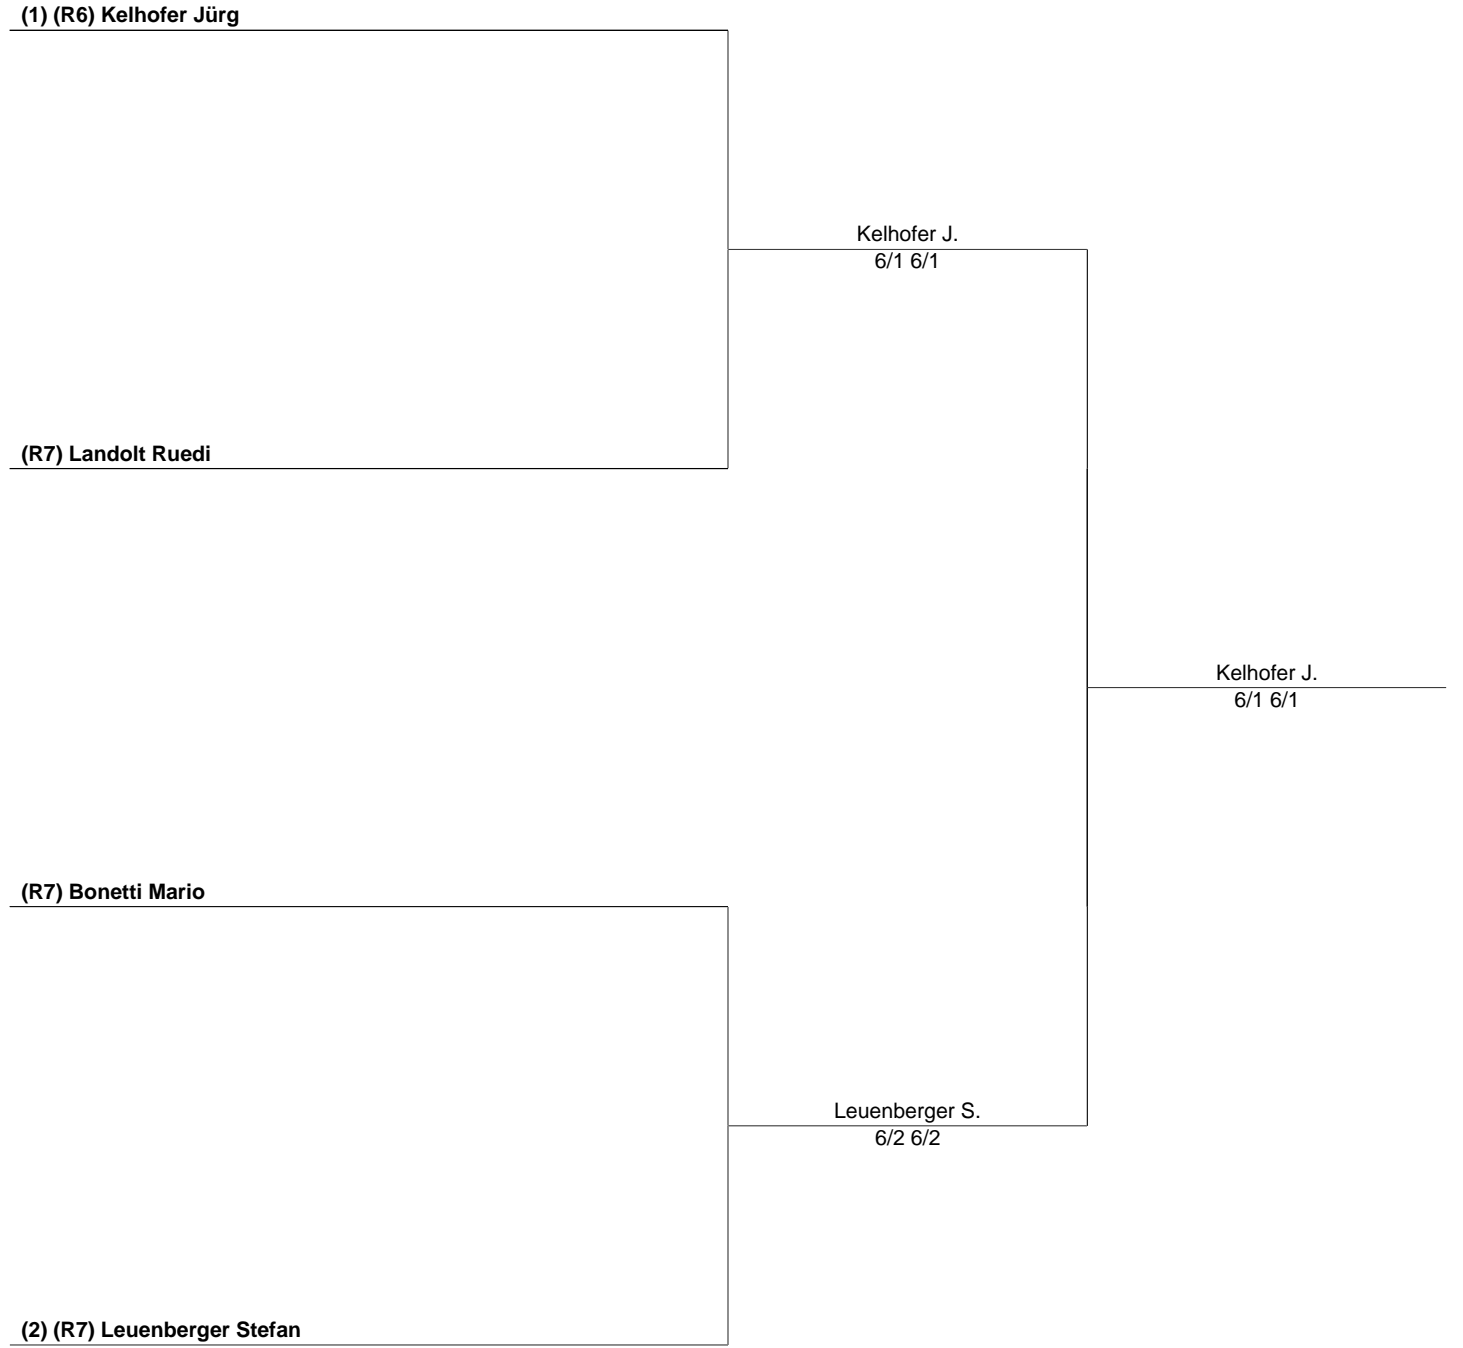 (1) (R6) Kelhofer Jürg
Kelhofer J.
6/1 6/1
(R7) Landolt Ruedi
Kelhofer J.
6/1 6/1
(R7) Bonetti Mario
Leuenberger S.
6/2 6/2
(2) (R7) Leuenberger Stefan